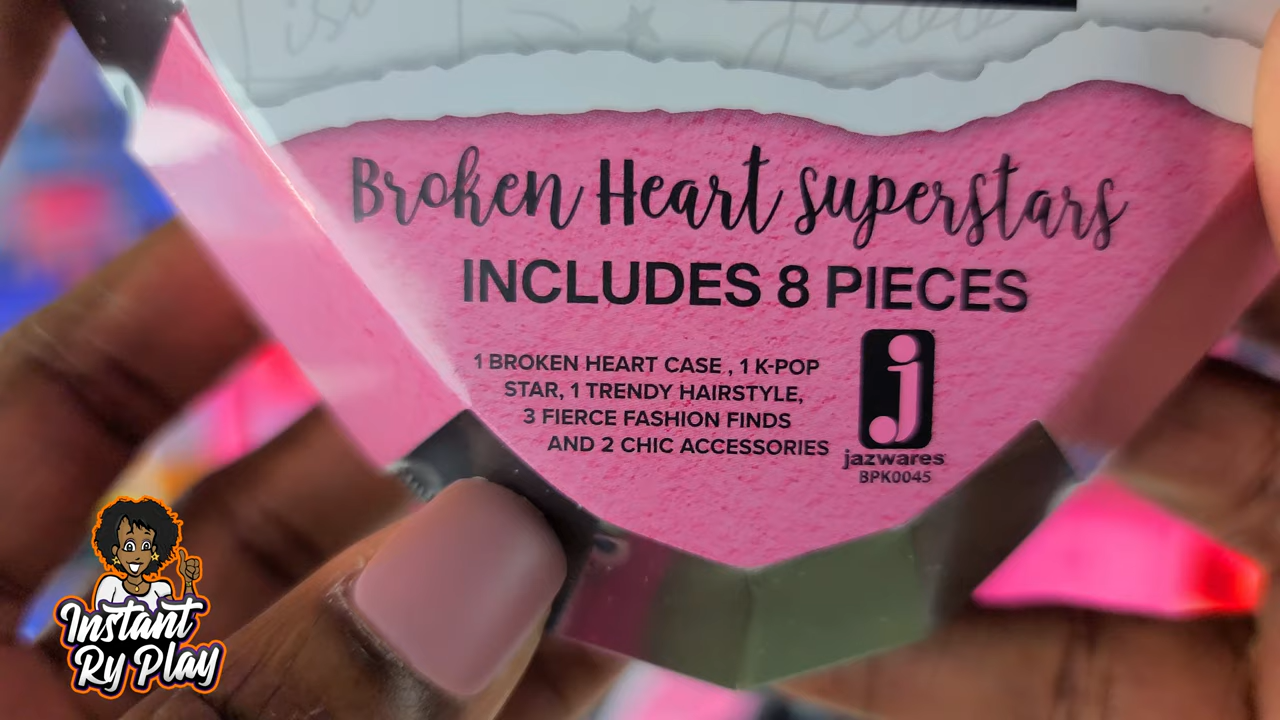 Jisoo
Broken Heart superstars
INCLUDES 8 PIECES
1 BROKEN HEART CASE , 1 K-POP
STAR, 1 TRENDY HAIRSTYLE,
3 FIERCE FASHION FINDS
AND 2 CHIC ACCESSORIES
j
jazwares
BPK0045
Instant
Ry Play